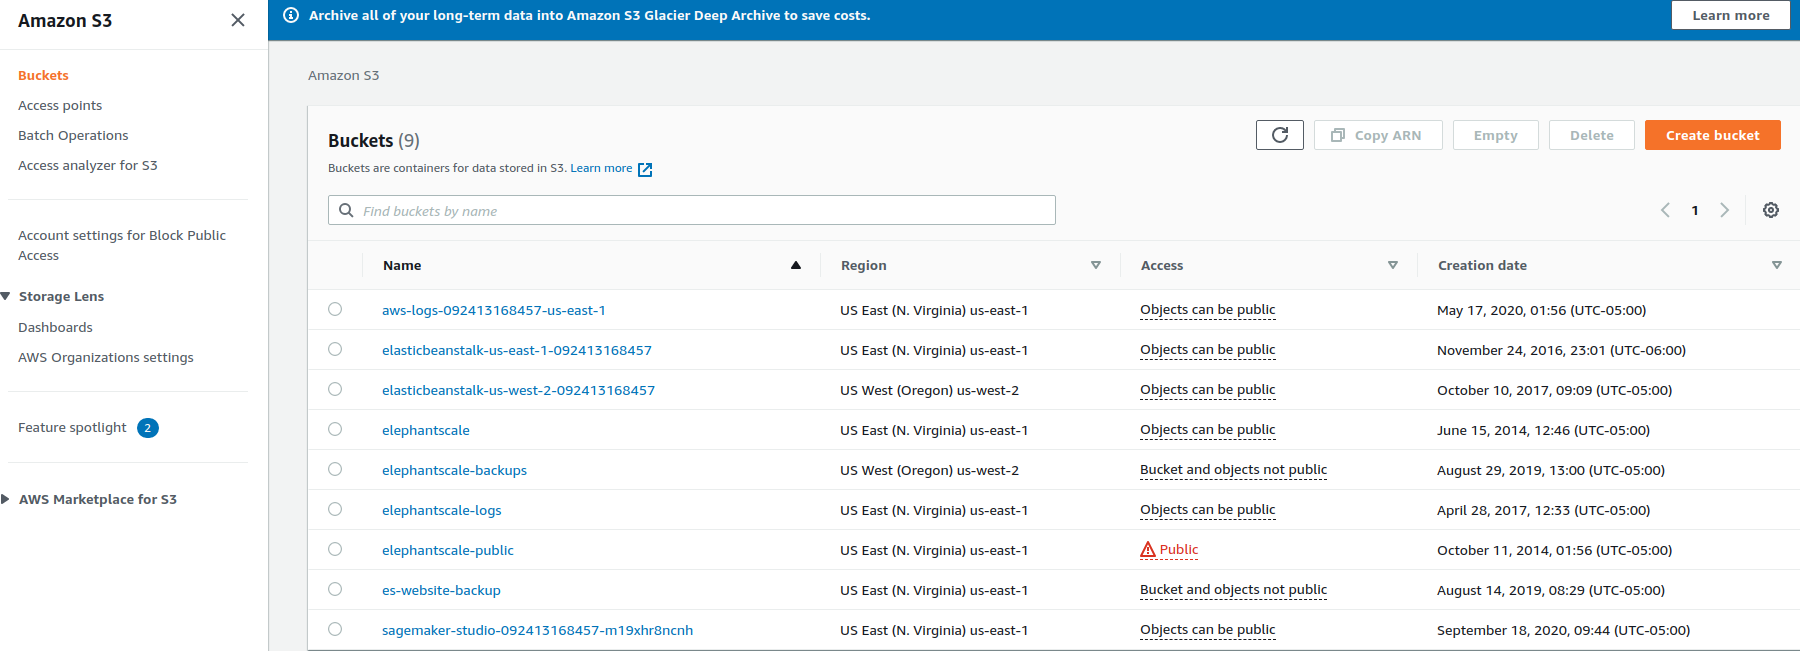 Amazon S3
Archive all of your long-term data into Amazon S3 Glacier Deep Archive to save costs.
Learn more
Buckets
Access points
Batch Operations
Access analyzer for S3
Account settings for Block Public
Access
Storage Lens
Dashboards
AWS Organizations settings
Feature spotlight 2
AWS Marketplace for S3
Amazon S3
Buckets (9)
Copy ARN
Empty
Delete
Create bucket
Buckets are containers for data stored in S3. Learn more
Find buckets by name
1
Name Region Access Creation date
aws-logs-092413168457-us-east-1 US East (N. Virginia) us-east-1 Objects can be public May 17, 2020, 01:56 (UTC-05:00)
elasticbeanstalk-us-east-1-092413168457 US East (N. Virginia) us-east-1 Objects can be public November 24, 2016, 23:01 (UTC-06:00)
elasticbeanstalk-us-west-2-092413168457 US West (Oregon) us-west-2 Objects can be public October 10, 2017, 09:09 (UTC-05:00)
elephantscale US East (N. Virginia) us-east-1 Objects can be public June 15, 2014, 12:46 (UTC-05:00)
elephantscale-backups US West (Oregon) us-west-2 Bucket and objects not public August 29, 2019, 13:00 (UTC-05:00)
elephantscale-logs US East (N. Virginia) us-east-1 Objects can be public April 28, 2017, 12:33 (UTC-05:00)
elephantscale-public US East (N. Virginia) us-east-1 Public October 11, 2014, 01:56 (UTC-05:00)
es-website-backup US East (N. Virginia) us-east-1 Bucket and objects not public August 14, 2019, 08:29 (UTC-05:00)
sagemaker-studio-092413168457-m19xhr8ncnh US East (N. Virginia) us-east-1 Objects can be public September 18, 2020, 09:44 (UTC-05:00)